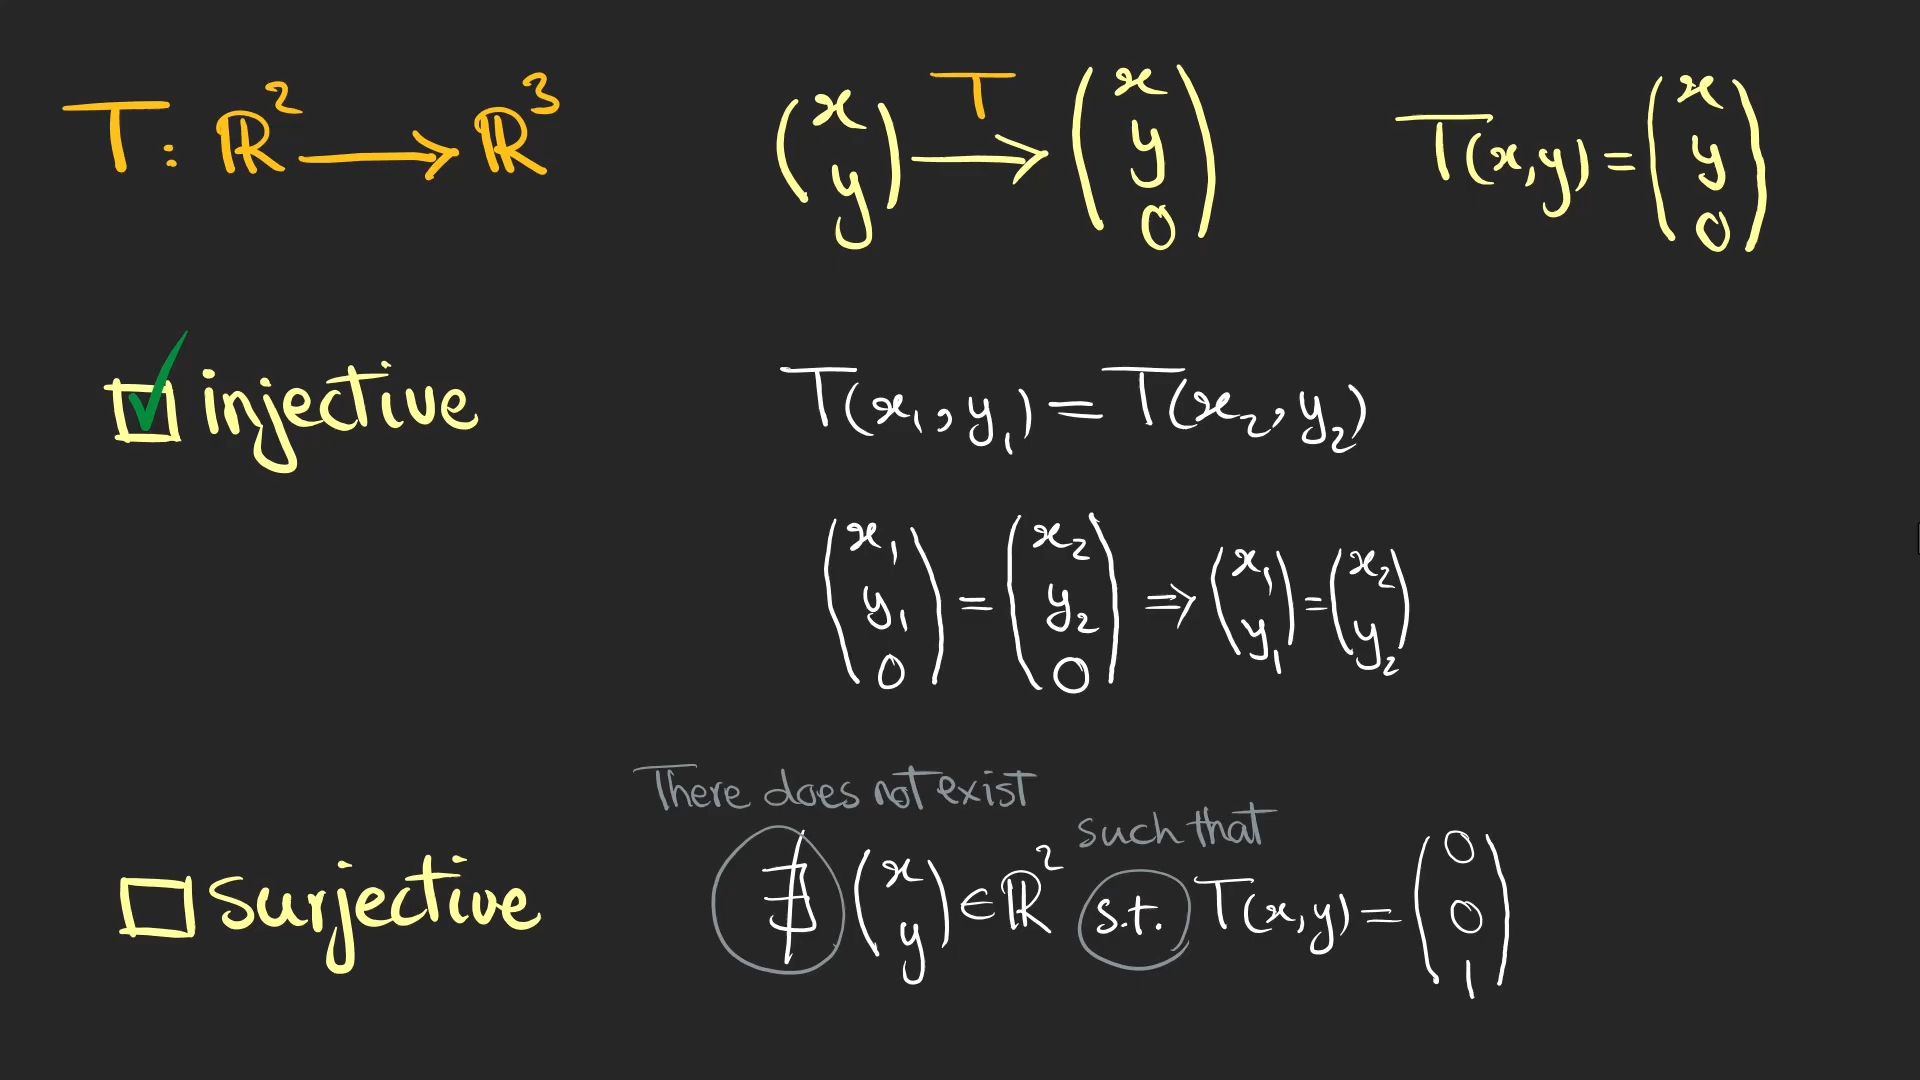 T: ℝ² ⟶ ℝ³
(x y) ⟶ᵀ (x y 0)
T(x,y) = (x y 0)
injective
T(x₁, y₁) = T(x₂, y₂)
(x₁ y₁ 0) = (x₂ y₂ 0) ⇒ (x₁ y₁) = (x₂ y₂)
There does not exist
such that
surjective
∄ (x y) ∈ ℝ² s.t. T(x,y) = (0 0 1)